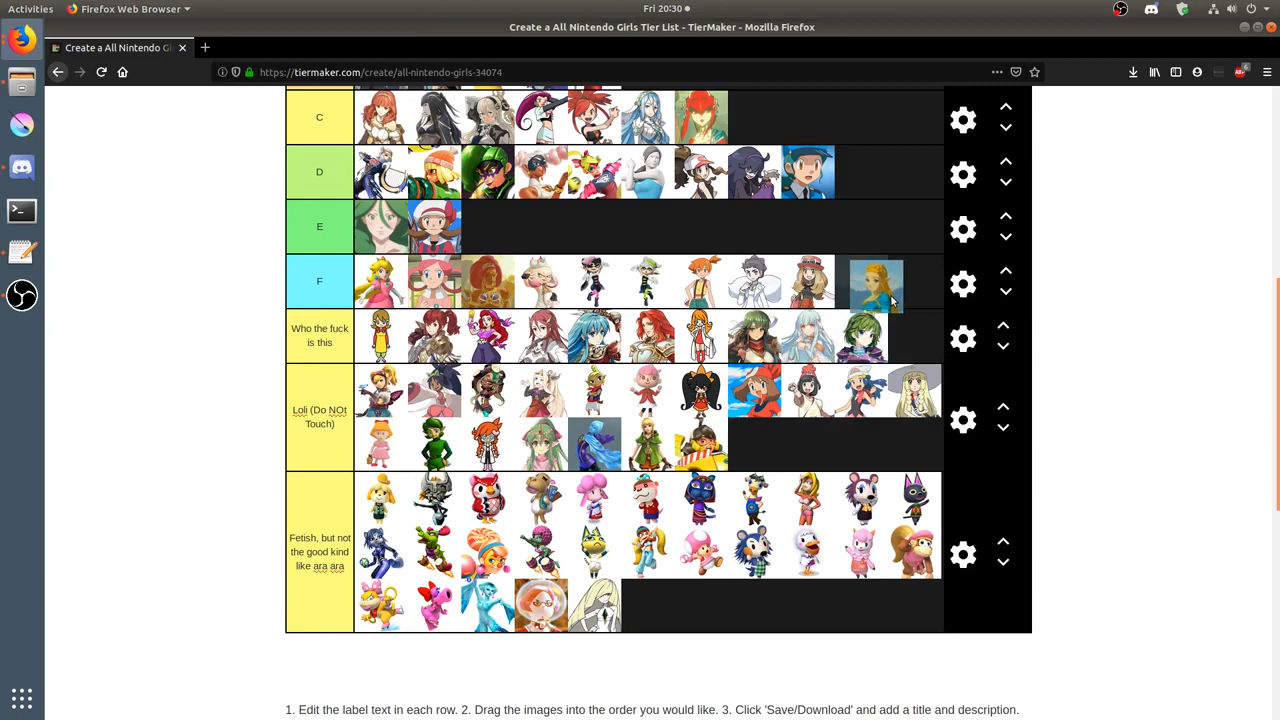 Activities
Firefox Web Browser
Fri 20:30
Create a All Nintendo Girls Tier List - TierMaker - Mozilla Firefox
Create a All Nintendo Gi
https://tiermaker.com/create/all-nintendo-girls-34074
6
C
D
E
F
Who the fuck
is this
Loli (Do NOt
Touch)
Fetish, but not
the good kind
like ara ara
1. Edit the label text in each row. 2. Drag the images into the order you would like. 3. Click 'Save/Download' and add a title and description.